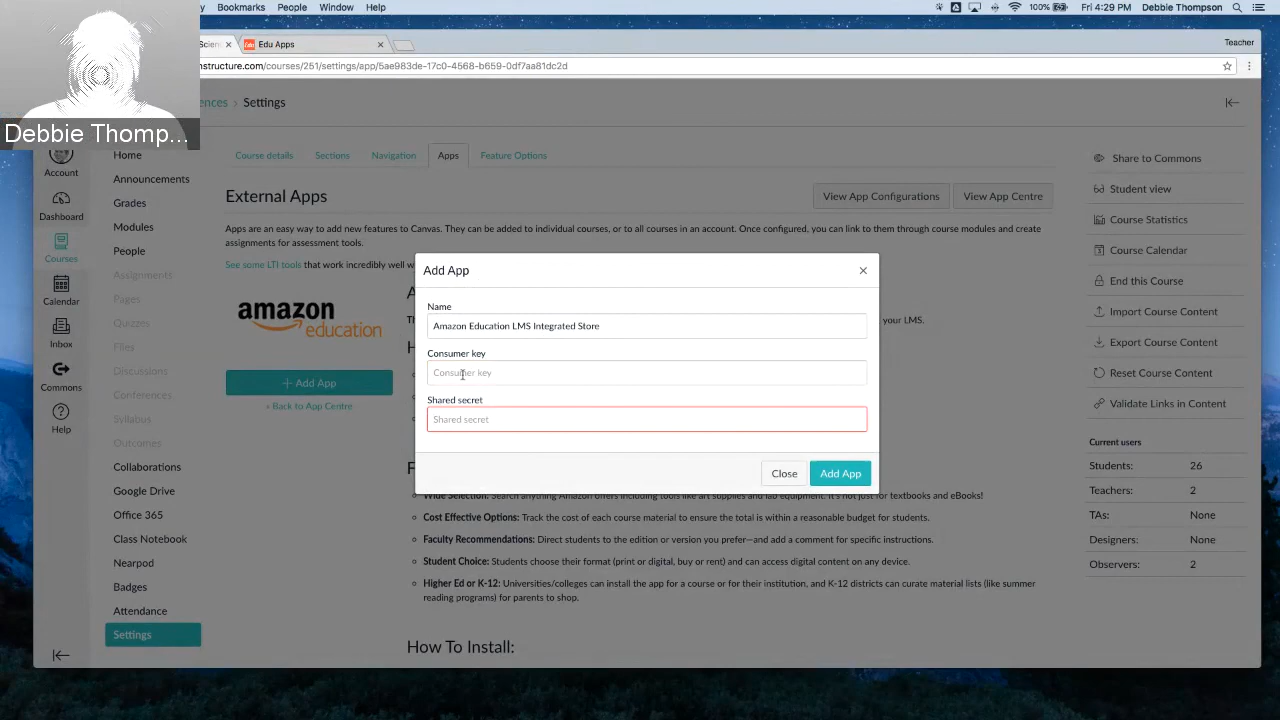 Bookmarks People Window Help
100% Fri 4:29 PM Debbie Thompson
Edu Apps
Teacher
nstructure.com/courses/251/settings/app/5ae983de-17c0-4568-b659-0df7aa81dc2d
Debbie Thomp...
ences › Settings
Account
Dashboard
Courses
Calendar
Inbox
Commons
Help
Home
Announcements
Grades
Modules
People
Assignments
Pages
Quizzes
Files
Discussions
Conferences
Syllabus
Outcomes
Collaborations
Google Drive
Office 365
Class Notebook
Nearpod
Badges
Attendance
Settings
Course details Sections Navigation Apps Feature Options
External Apps
View App Configurations View App Centre
Apps are an easy way to add new features to Canvas. They can be added to individual courses, or to all courses in an account. Once configured, you can link to them through course modules and create
assignments for assessment tools.
See some LTI tools that work incredibly well w
amazon
education
+ Add App
« Back to App Centre
your LMS.
Add App
×
Name
Amazon Education LMS Integrated Store
Consumer key
Consumer key
Shared secret
Shared secret
Close Add App
Wide Selection: Search anything Amazon offers including tools like art supplies and lab equipment. It's not just for textbooks and eBooks!
Cost Effective Options: Track the cost of each course material to ensure the total is within a reasonable budget for students.
Faculty Recommendations: Direct students to the edition or version you prefer—and add a comment for specific instructions.
Student Choice: Students choose their format (print or digital, buy or rent) and can access digital content on any device.
Higher Ed or K-12: Universities/colleges can install the app for a course or for their institution, and K-12 districts can curate material lists (like summer
reading programs) for parents to shop.
How To Install:
Share to Commons
Student view
Course Statistics
Course Calendar
End this Course
Import Course Content
Export Course Content
Reset Course Content
Validate Links in Content
Current users
Students: 26
Teachers: 2
TAs: None
Designers: None
Observers: 2